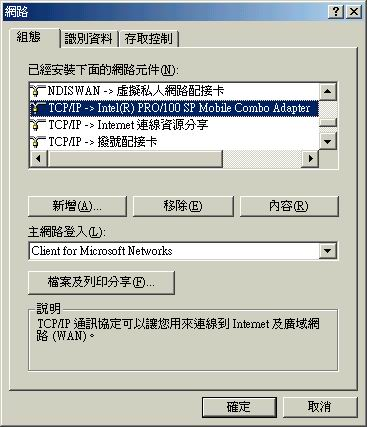 網路
組態 識別資料 存取控制
已經安裝下面的網路元件(N):
NDISWAN -> 虛擬私人網路配接卡
TCP/IP -> Intel(R) PRO/100 SP Mobile Combo Adapter
TCP/IP -> Internet 連線資源分享
TCP/IP -> 撥號配接卡
新增(A)... 移除(E) 內容(R)
主網路登入(L):
Client for Microsoft Networks
檔案及列印分享(F)...
說明
TCP/IP 通訊協定可以讓您用來連線到 Internet 及廣域網
路 (WAN)。
確定 取消